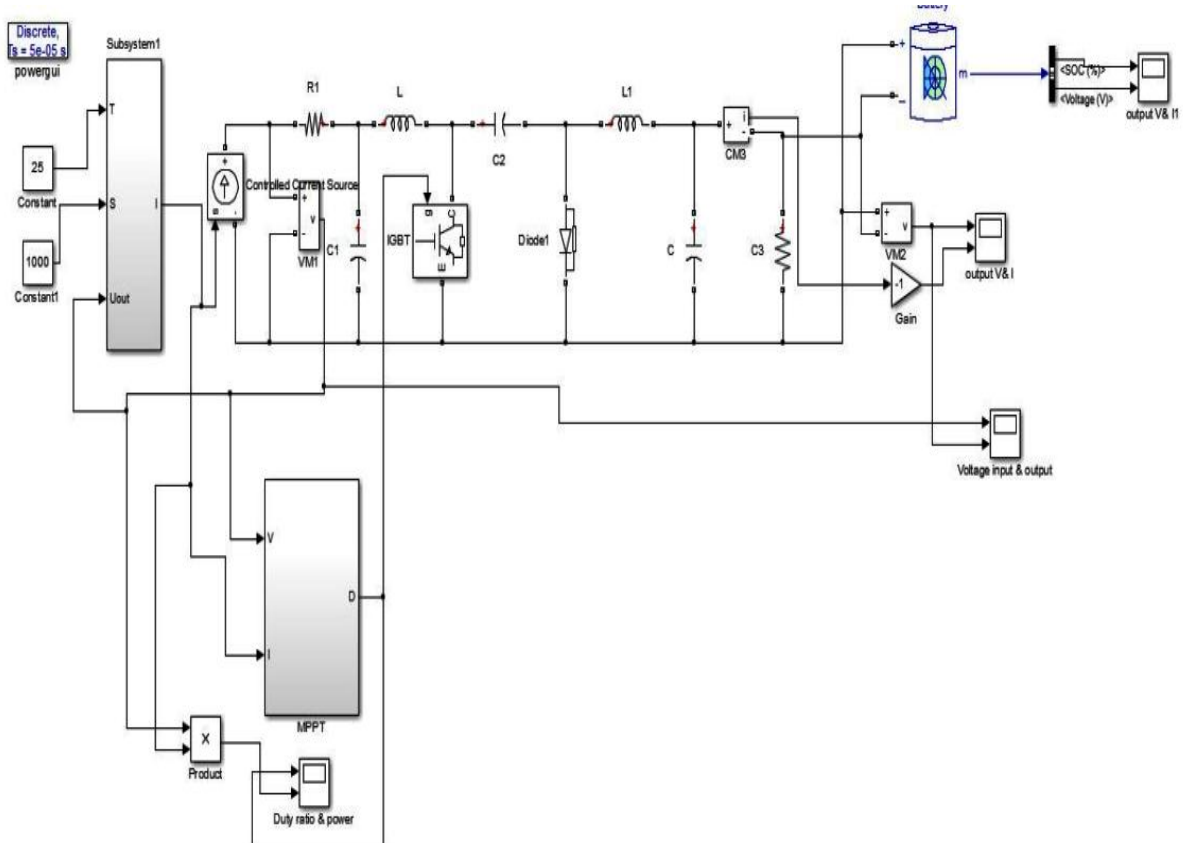 Discrete,
Ts = 5e-05 s
powergui
Subsystem1
T
S
I
Uout
25
Constant
1000
Constant1
+
-
s
Controlled Current Source
R1
+
L
+
v
-
VM1
+
C1
g
C
E
IGBT
+
C2
Diode1
L1
+
C
+
i
-
CM3
+
C3
+
_
m
<SOC (%)>
<Voltage (V)>
output V& I1
+
v
-
VM2
output V& I
-1
Gain
Voltage input & output
V
I
D
MPPT
X
Product
Duty ratio & power